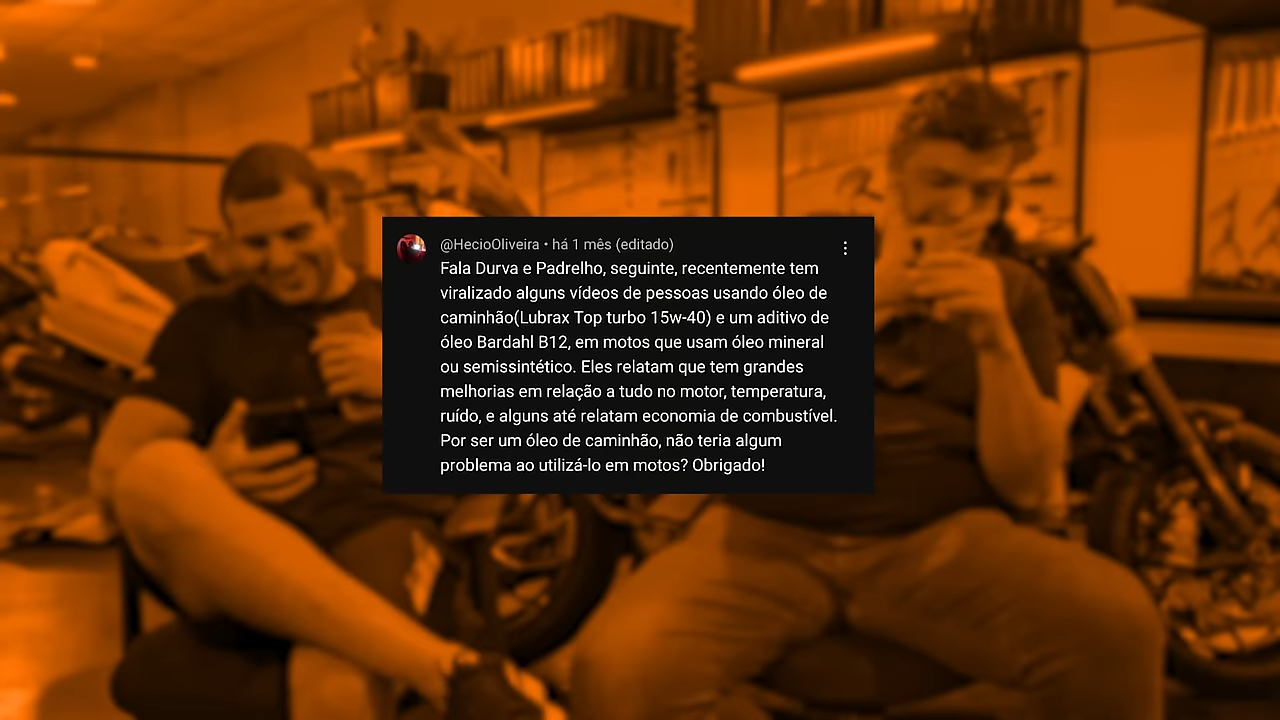 @HecioOliveira • há 1 mês (editado)
Fala Durva e Padrelho, seguinte, recentemente tem
viralizado alguns vídeos de pessoas usando óleo de
caminhão(Lubrax Top turbo 15w-40) e um aditivo de
óleo Bardahl B12, em motos que usam óleo mineral
ou semissintético. Eles relatam que tem grandes
melhorias em relação a tudo no motor, temperatura,
ruído, e alguns até relatam economia de combustível.
Por ser um óleo de caminhão, não teria algum
problema ao utilizá-lo em motos? Obrigado!